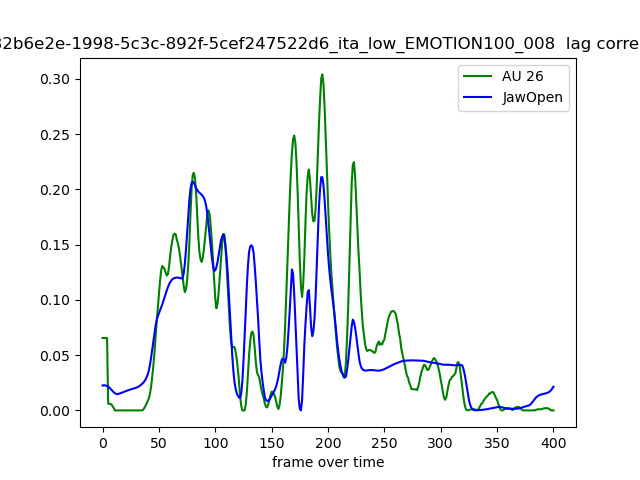 32b6e2e-1998-5c3c-892f-5cef247522d6_ita_low_EMOTION100_008 lag corre
AU 26
JawOpen
0.30
0.25
0.20
0.15
0.10
0.05
0.00
0 50 100 150 200 250 300 350 400
frame over time